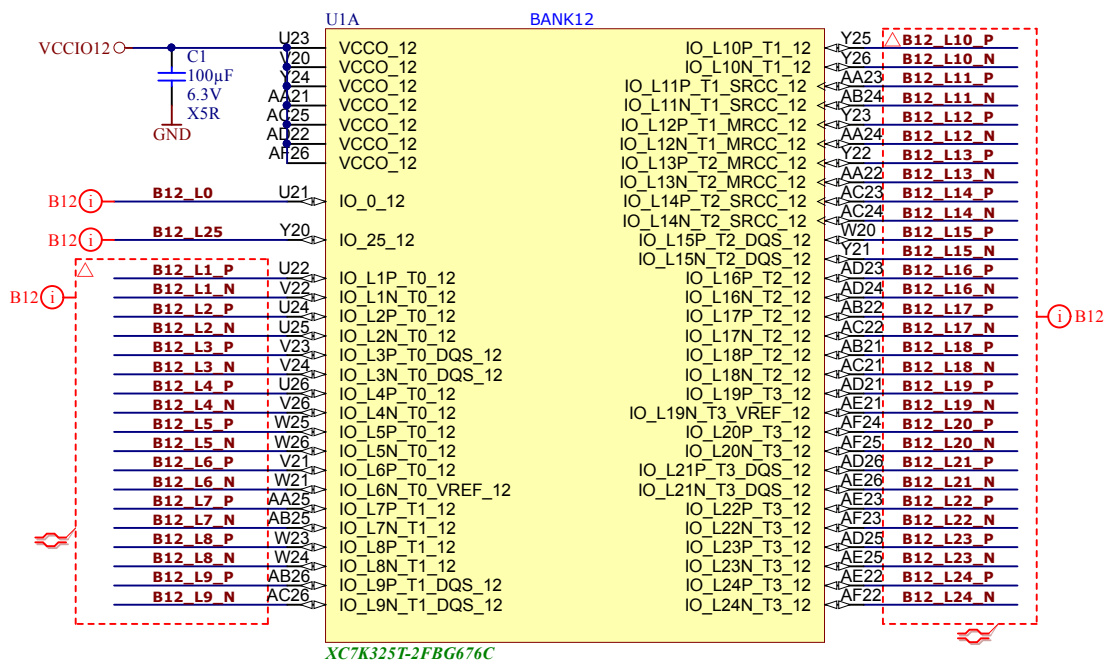 U1A BANK12
VCCIO12
C1
100µF
6.3V
X5R
GND
U23 VCCO_12
V20 VCCO_12
Y24 VCCO_12
AA21 VCCO_12
AC25 VCCO_12
AD22 VCCO_12
AF26 VCCO_12
B12 i B12_L0 U21 IO_0_12
B12 i B12_L25 Y20 IO_25_12
B12 i
B12_L1_P U22 IO_L1P_T0_12
B12_L1_N V22 IO_L1N_T0_12
B12_L2_P U24 IO_L2P_T0_12
B12_L2_N U25 IO_L2N_T0_12
B12_L3_P V23 IO_L3P_T0_DQS_12
B12_L3_N V24 IO_L3N_T0_DQS_12
B12_L4_P U26 IO_L4P_T0_12
B12_L4_N V26 IO_L4N_T0_12
B12_L5_P W25 IO_L5P_T0_12
B12_L5_N W26 IO_L5N_T0_12
B12_L6_P V21 IO_L6P_T0_12
B12_L6_N W21 IO_L6N_T0_VREF_12
B12_L7_P AA25 IO_L7P_T1_12
B12_L7_N AB25 IO_L7N_T1_12
B12_L8_P W23 IO_L8P_T1_12
B12_L8_N W24 IO_L8N_T1_12
B12_L9_P AB26 IO_L9P_T1_DQS_12
B12_L9_N AC26 IO_L9N_T1_DQS_12
IO_L10P_T1_12 Y25 B12_L10_P
IO_L10N_T1_12 Y26 B12_L10_N
IO_L11P_T1_SRCC_12 AA23 B12_L11_P
IO_L11N_T1_SRCC_12 AB24 B12_L11_N
IO_L12P_T1_MRCC_12 Y23 B12_L12_P
IO_L12N_T1_MRCC_12 AA24 B12_L12_N
IO_L13P_T2_MRCC_12 Y22 B12_L13_P
IO_L13N_T2_MRCC_12 AA22 B12_L13_N
IO_L14P_T2_SRCC_12 AC23 B12_L14_P
IO_L14N_T2_SRCC_12 AC24 B12_L14_N
IO_L15P_T2_DQS_12 W20 B12_L15_P
IO_L15N_T2_DQS_12 Y21 B12_L15_N
IO_L16P_T2_12 AD23 B12_L16_P
IO_L16N_T2_12 AD24 B12_L16_N
IO_L17P_T2_12 AB22 B12_L17_P
IO_L17N_T2_12 AC22 B12_L17_N
IO_L18P_T2_12 AB21 B12_L18_P
IO_L18N_T2_12 AC21 B12_L18_N
IO_L19P_T3_12 AD21 B12_L19_P
IO_L19N_T3_VREF_12 AE21 B12_L19_N
IO_L20P_T3_12 AF24 B12_L20_P
IO_L20N_T3_12 AF25 B12_L20_N
IO_L21P_T3_DQS_12 AD26 B12_L21_P
IO_L21N_T3_DQS_12 AE26 B12_L21_N
IO_L22P_T3_12 AE23 B12_L22_P
IO_L22N_T3_12 AF23 B12_L22_N
IO_L23P_T3_12 AD25 B12_L23_P
IO_L23N_T3_12 AE25 B12_L23_N
IO_L24P_T3_12 AE22 B12_L24_P
IO_L24N_T3_12 AF22 B12_L24_N
i B12
XC7K325T-2FBG676C